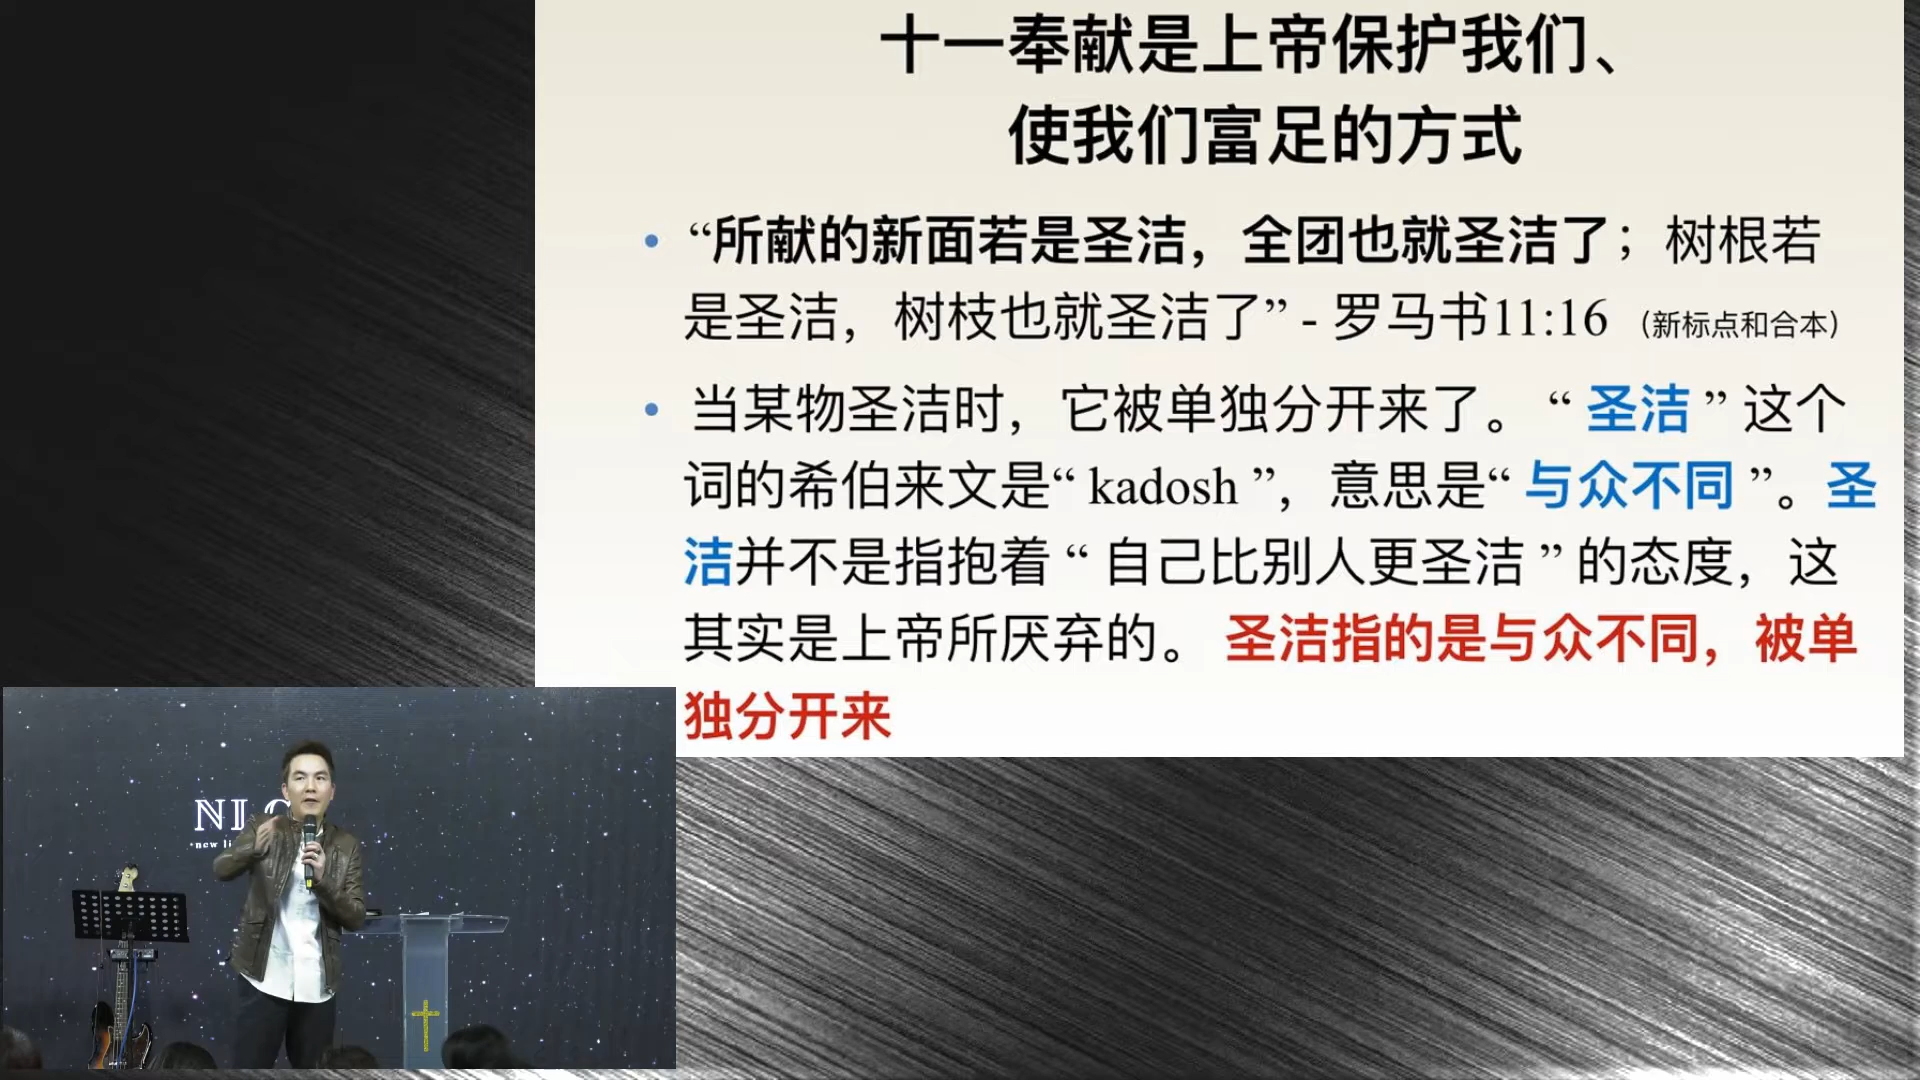 十一奉献是上帝保护我们、
使我们富足的方式
• “所献的新面若是圣洁，全团也就圣洁了；树根若
是圣洁，树枝也就圣洁了” - 罗马书11:16 （新标点和合本）
• 当某物圣洁时，它被单独分开来了。 “ 圣洁 ” 这个
词的希伯来文是“ kadosh ”，意思是“ 与众不同 ”。圣
洁并不是指抱着 “ 自己比别人更圣洁 ” 的态度，这
其实是上帝所厌弃的。 圣洁指的是与众不同，被单
独分开来
new